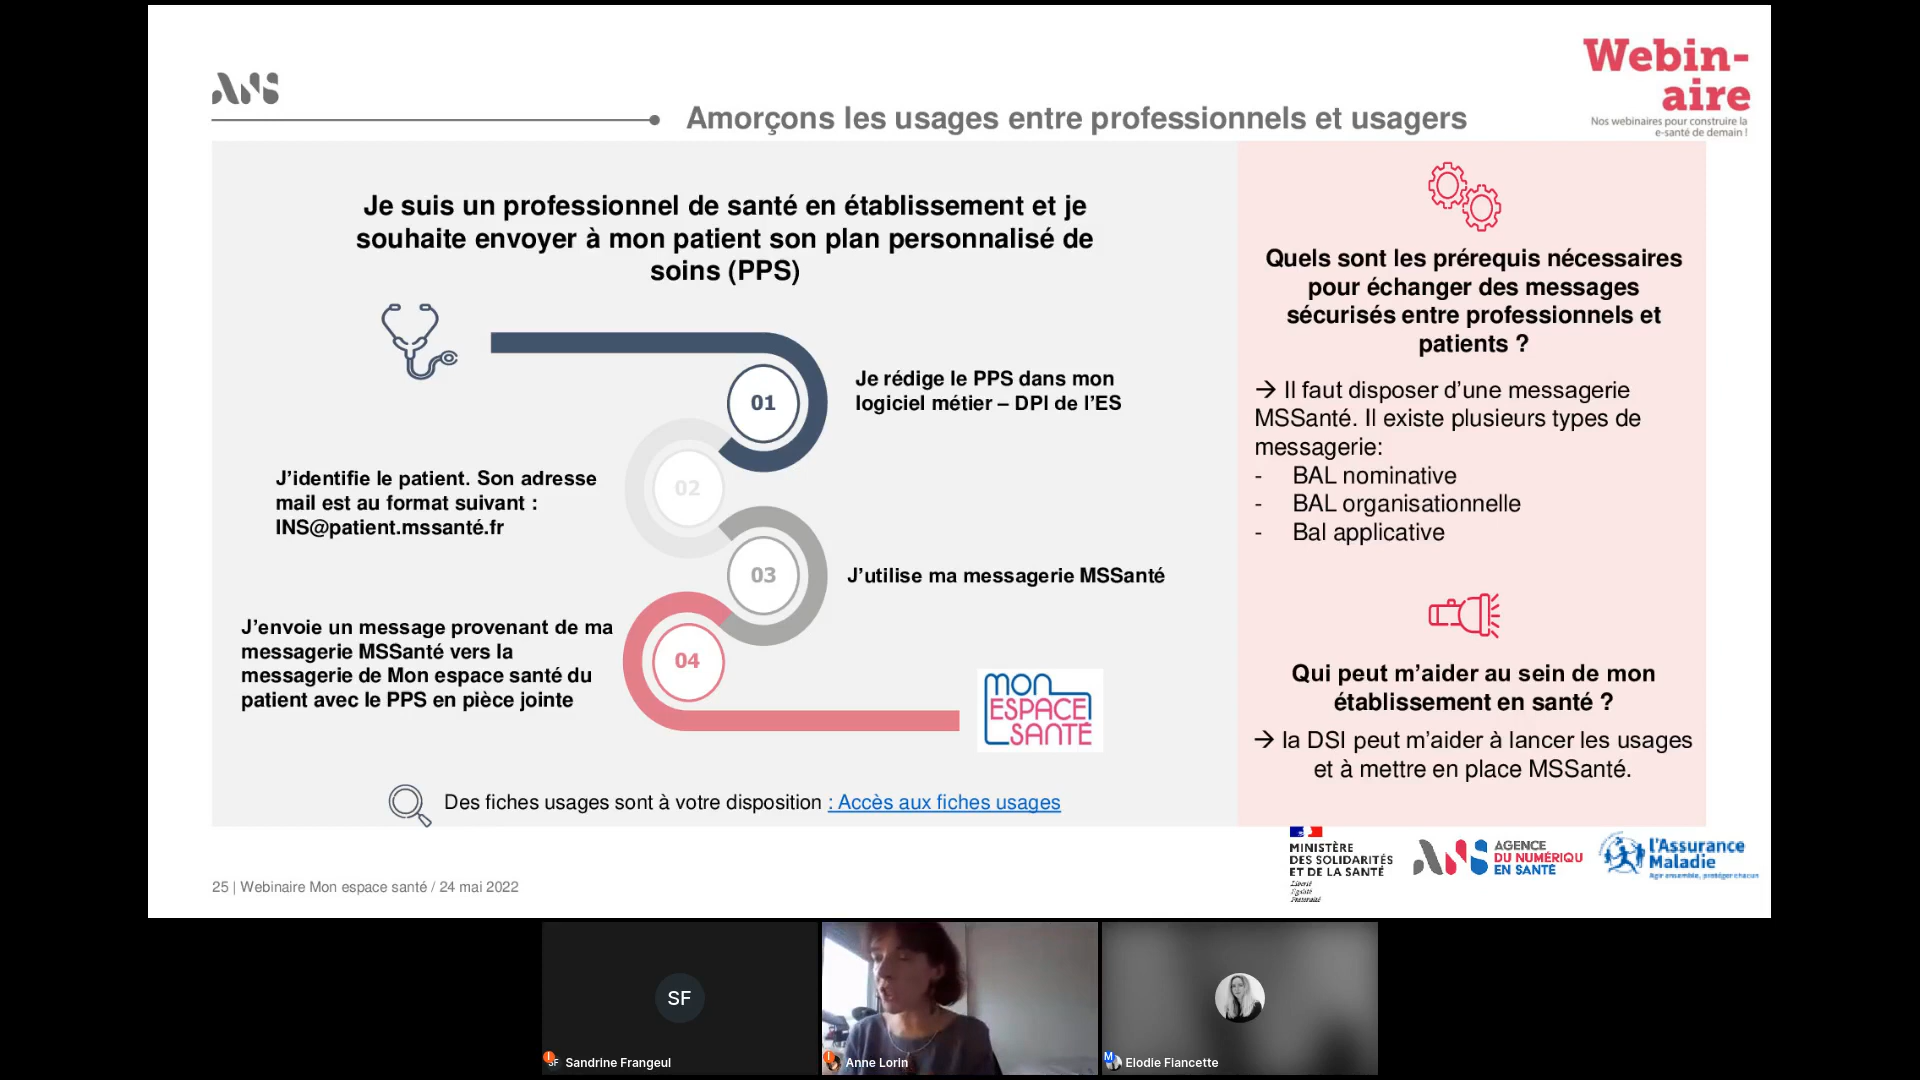 ANS
Webin-
aire
Nos webinaires pour construire la
e-santé de demain !
Amorçons les usages entre professionnels et usagers
Je suis un professionnel de santé en établissement et je
souhaite envoyer à mon patient son plan personnalisé de
soins (PPS)
01
Je rédige le PPS dans mon
logiciel métier – DPI de l’ES
02
J’identifie le patient. Son adresse
mail est au format suivant :
INS@patient.mssanté.fr
03
J’utilise ma messagerie MSSanté
04
J’envoie un message provenant de ma
messagerie MSSanté vers la
messagerie de Mon espace santé du
patient avec le PPS en pièce jointe
MON
ESPACE
SANTÉ
Des fiches usages sont à votre disposition : Accès aux fiches usages
Quels sont les prérequis nécessaires
pour échanger des messages
sécurisés entre professionnels et
patients ?
→ Il faut disposer d’une messagerie
MSSanté. Il existe plusieurs types de
messagerie:
- BAL nominative
- BAL organisationnelle
- Bal applicative
Qui peut m’aider au sein de mon
établissement en santé ?
→ la DSI peut m’aider à lancer les usages
et à mettre en place MSSanté.
25 | Webinaire Mon espace santé / 24 mai 2022
MINISTÈRE
DES SOLIDARITÉS
ET DE LA SANTÉ
Liberté
Égalité
Fraternité
ANS
AGENCE
DU NUMÉRIQU
EN SANTÉ
l’Assurance
Maladie
Agir ensemble, protéger chacun
SF
SF Sandrine Frangeul
Anne Lorin
M Elodie Fiancette